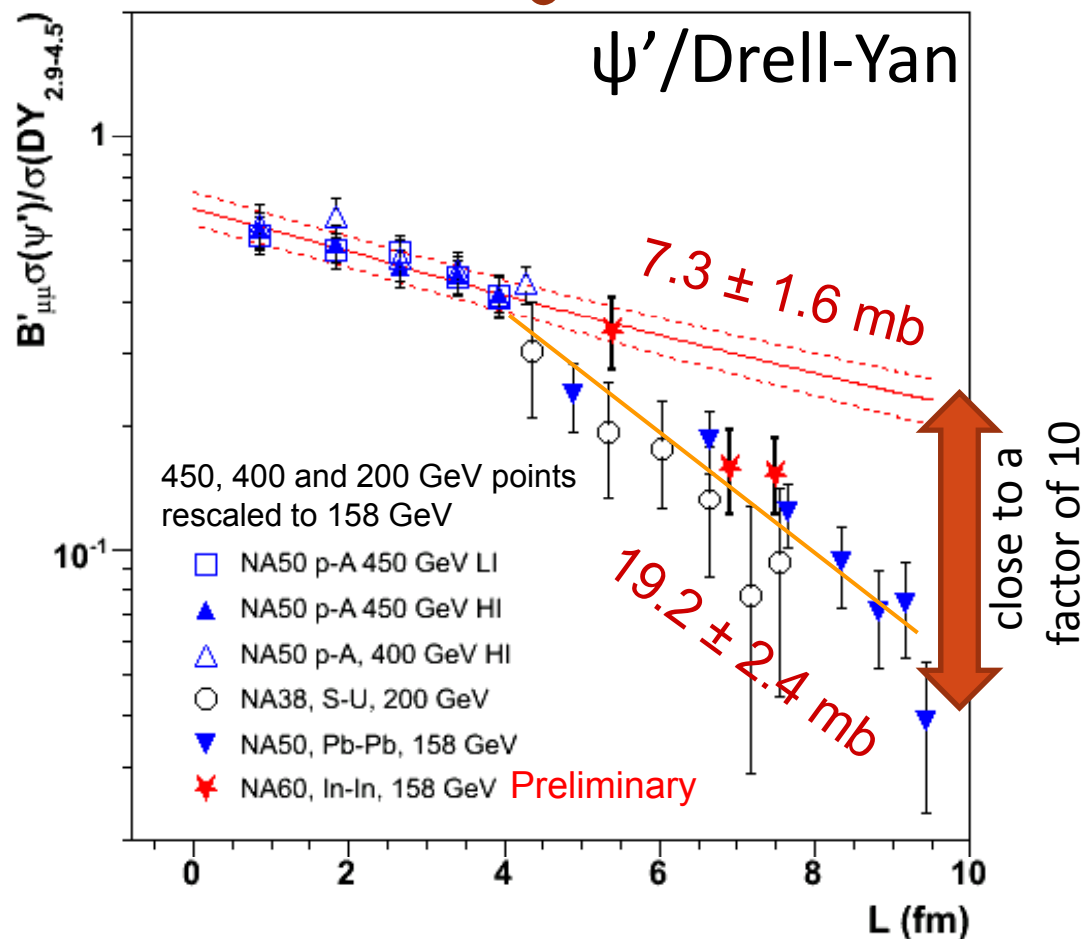 ψ'/Drell-Yan
B'μμσ(ψ')/σ(DY2.9-4.5)
1
10-1
7.3 ± 1.6 mb
19.2 ± 2.4 mb
close to a
factor of 10
450, 400 and 200 GeV points
rescaled to 158 GeV
NA50 p-A 450 GeV LI
NA50 p-A 450 GeV HI
NA50 p-A, 400 GeV HI
NA38, S-U, 200 GeV
NA50, Pb-Pb, 158 GeV
NA60, In-In, 158 GeV Preliminary
0 2 4 6 8 10
L (fm)